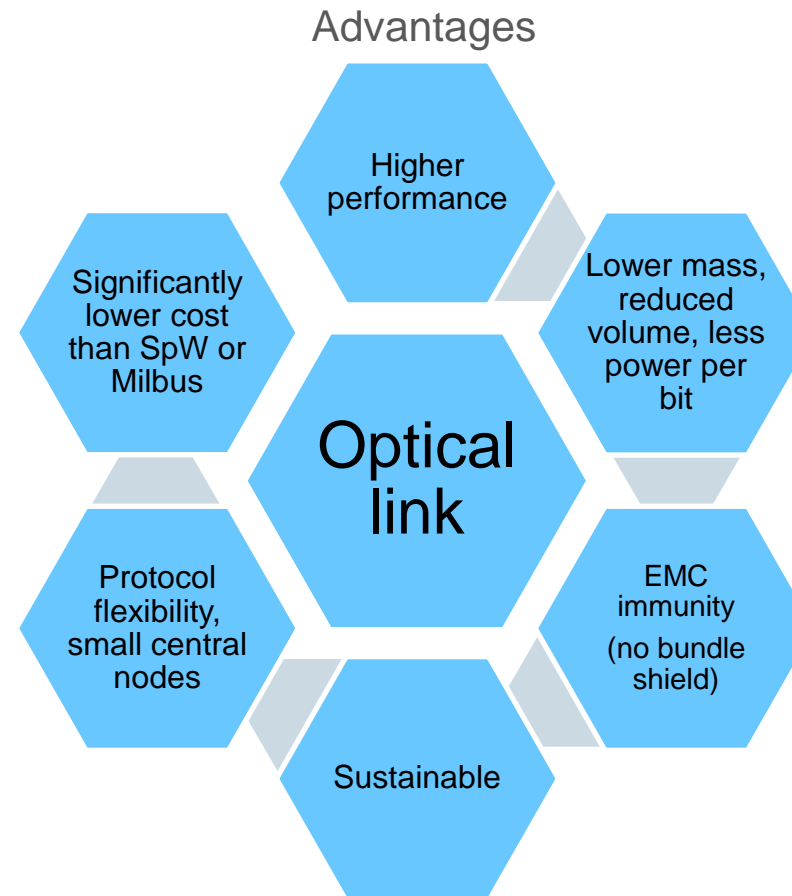 Advantages
Higher
performance
Lower mass,
reduced
volume, less
power per
bit
EMC
immunity
(no bundle
shield)
Sustainable
Protocol
flexibility,
small central
nodes
Significantly
lower cost
than SpW or
Milbus
Optical
link